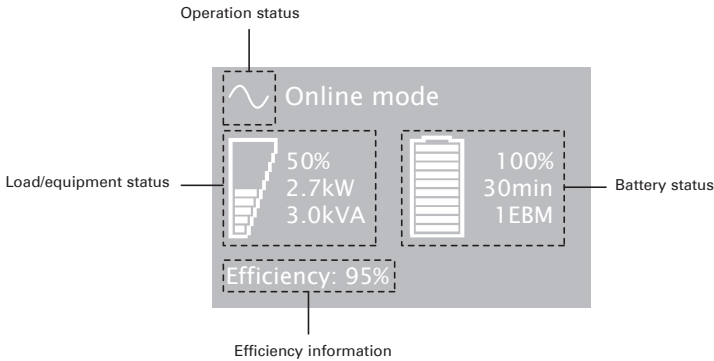 Operation status
Online mode
Load/equipment status
50%
2.7kW
3.0kVA
100%
30min
1EBM
Battery status
Efficiency: 95%
Efficiency information